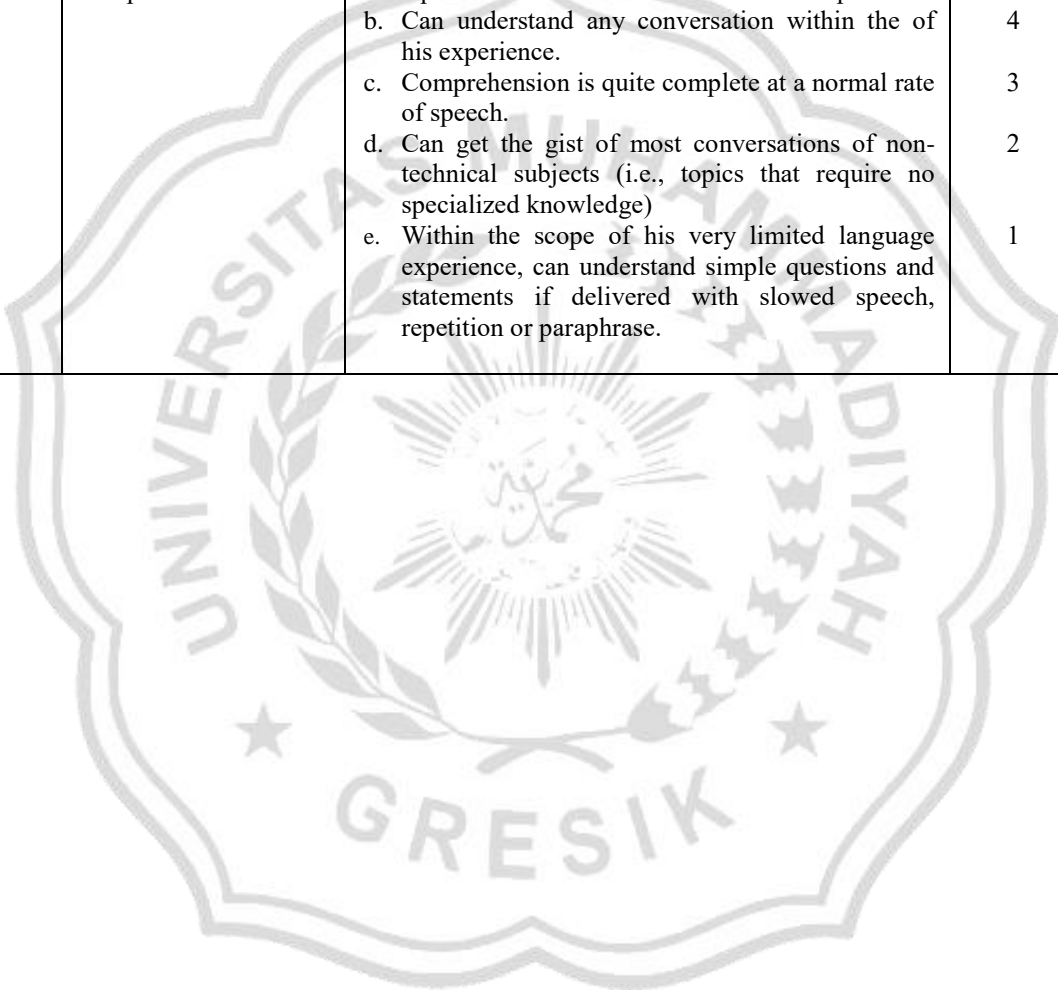 b. Can understand any conversation within the of 4
his experience.
c. Comprehension is quite complete at a normal rate 3
of speech.
d. Can get the gist of most conversations of non- 2
technical subjects (i.e., topics that require no
specialized knowledge)
e. Within the scope of his very limited language 1
experience, can understand simple questions and
statements if delivered with slowed speech,
repetition or paraphrase.
UNIVERSITAS MUHAMMADIYAH
محمد
GRESIK